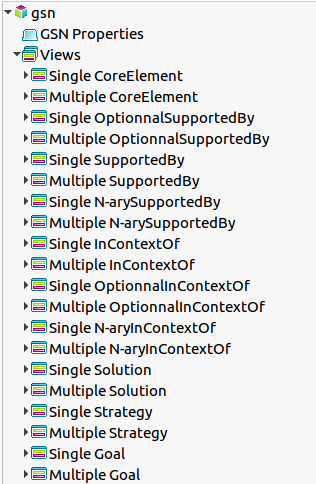 gsn
GSN Properties
Views
Single CoreElement
Multiple CoreElement
Single OptionnalSupportedBy
Multiple OptionnalSupportedBy
Single SupportedBy
Multiple SupportedBy
Single N-arySupportedBy
Multiple N-arySupportedBy
Single InContextOf
Multiple InContextOf
Single OptionnalInContextOf
Multiple OptionnalInContextOf
Single N-aryInContextOf
Multiple N-aryInContextOf
Single Solution
Multiple Solution
Single Strategy
Multiple Strategy
Single Goal
Multiple Goal